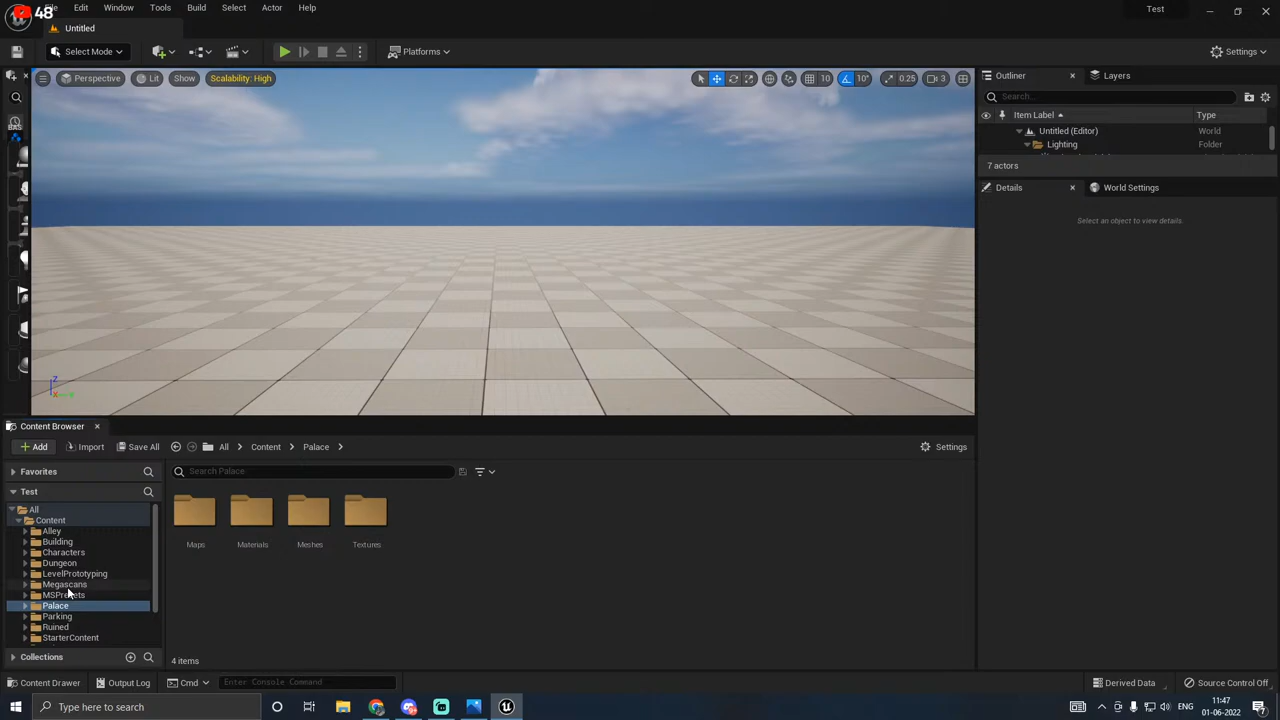 48
Edit
Window
Tools
Build
Select
Actor
Help
Test
Untitled
Select Mode
Platforms
Settings
Perspective
Lit
Show
Scalability: High
10
10°
0.25
3
Outliner
Layers
Search...
Item Label
Type
Untitled (Editor)
World
Lighting
Folder
7 actors
Details
World Settings
Select an object to view details.
BAS
Z
X
Content Browser
Add
Import
Save All
All
Content
Palace
Settings
Favorites
Search Palace
Test
All
Content
Alley
Building
Characters
Dungeon
LevelPrototyping
Megascans
MSPresets
Palace
Parking
Ruined
StarterContent
Maps
Materials
Meshes
Textures
Collections
4 items
Content Drawer
Output Log
Cmd
Enter Console Command
Derived Data
Source Control Off
Type here to search
ENG
11:47
01-06-2022